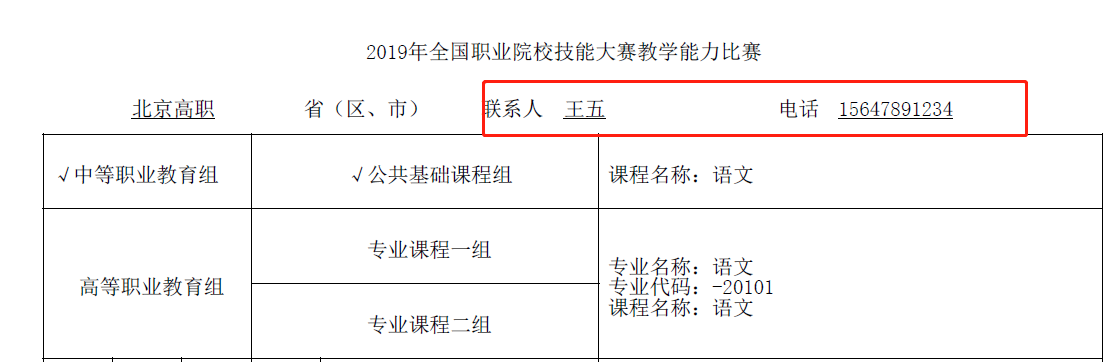 2019年全国职业院校技能大赛教学能力比赛
北京高职 省（区、市） 联系人 王五 电话 15647891234
√中等职业教育组 √公共基础课程组 课程名称：语文
高等职业教育组 专业课程一组 专业名称：语文
专业代码：-20101
课程名称：语文
专业课程二组